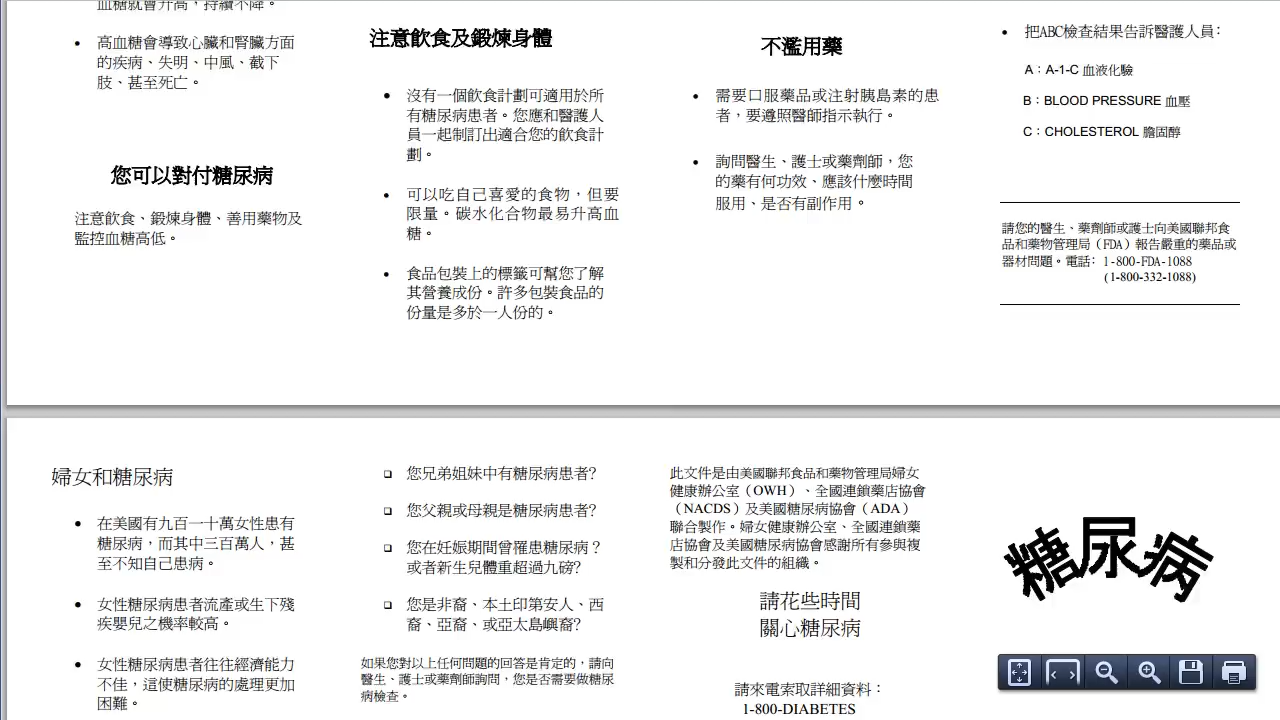 血糖就會升高，持續不降。
• 高血糖會導致心臟和腎臟方面
的疾病、失明、中風、截下
肢、甚至死亡。
您可以對付糖尿病
注意飲食、鍛煉身體、善用藥物及
監控血糖高低。
注意飲食及鍛煉身體
• 沒有一個飲食計劃可適用於所
有糖尿病患者。您應和醫護人
員一起制訂出適合您的飲食計
劃。
• 可以吃自己喜愛的食物，但要
限量。碳水化合物最易升高血
糖。
• 食品包裝上的標籤可幫您了解
其營養成份。許多包裝食品的
份量是多於一人份的。
不濫用藥
• 需要口服藥品或注射胰島素的患
者，要遵照醫師指示執行。
• 詢問醫生、護士或藥劑師，您
的藥有何功效、應該什麼時間
服用、是否有副作用。
• 把ABC檢查結果告訴醫護人員：
A：A-1-C 血液化驗
B：BLOOD PRESSURE 血壓
C：CHOLESTEROL 膽固醇
請您的醫生、藥劑師或護士向美國聯邦食
品和藥物管理局（FDA）報告嚴重的藥品或
器材問題。電話：1-800-FDA-1088
(1-800-332-1088)
婦女和糖尿病
• 在美國有九百一十萬女性患有
糖尿病，而其中三百萬人，甚
至不知自己患病。
• 女性糖尿病患者流產或生下殘
疾嬰兒之機率較高。
• 女性糖尿病患者往往經濟能力
不佳，這使糖尿病的處理更加
困難。
❑ 您兄弟姐妹中有糖尿病患者?
❑ 您父親或母親是糖尿病患者?
❑ 您在妊娠期間曾罹患糖尿病？
或者新生兒體重超過九磅?
❑ 您是非裔、本土印第安人、西
裔、亞裔、或亞太島嶼裔?
如果您對以上任何問題的回答是肯定的，請向
醫生、護士或藥劑師詢問，您是否需要做糖尿
病檢查。
此文件是由美國聯邦食品和藥物管理局婦女
健康辦公室（OWH）、全國連鎖藥店協會
（NACDS）及美國糖尿病協會（ADA）
聯合製作。婦女健康辦公室、全國連鎖藥
店協會及美國糖尿病協會感謝所有參與複
製和分發此文件的組織。
請花些時間
關心糖尿病
請來電索取詳細資料：
1-800-DIABETES
糖尿病